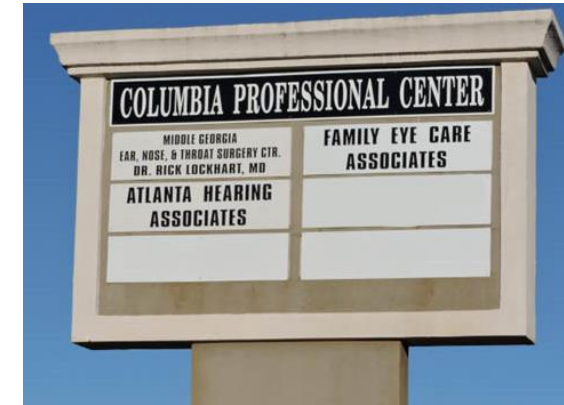 COLUMBIA PROFESSIONAL CENTER
MIDDLE GEORGIA
EAR, NOSE, & THROAT SURGERY CTR.
DR. RICK LOCKHART, MD
ATLANTA HEARING
ASSOCIATES
FAMILY EYE CARE
ASSOCIATES